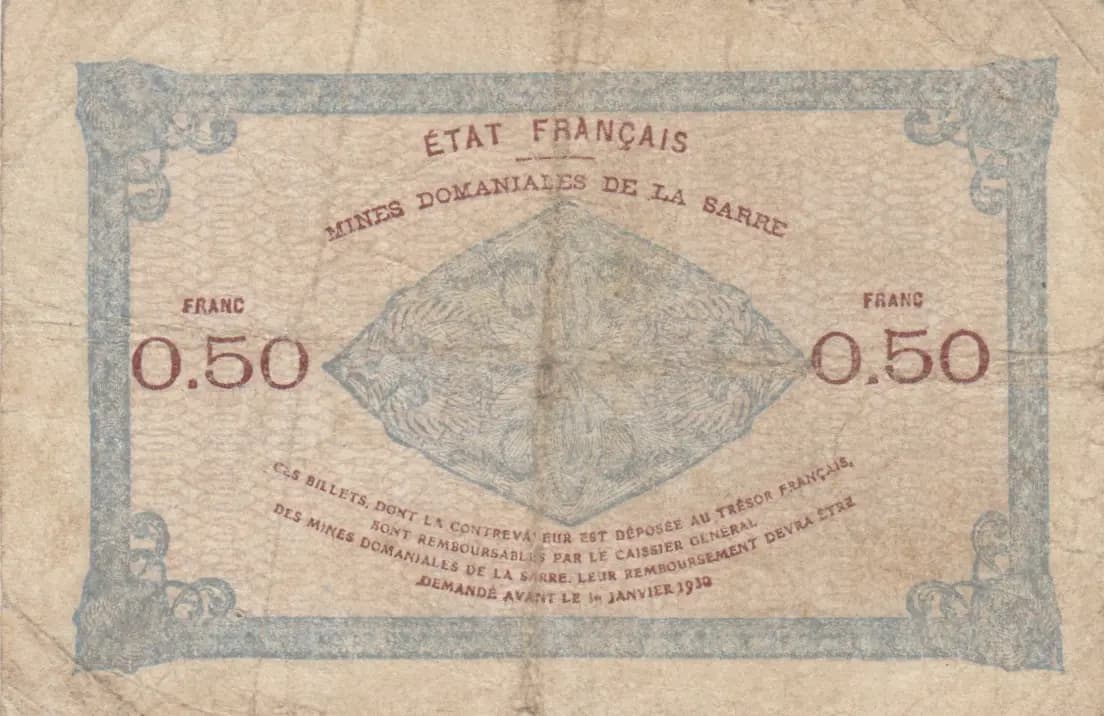 ÉTAT FRANÇAIS
MINES DOMANIALES DE LA SARRE
FRANC
0.50
FRANC
0.50
CES BILLETS, DONT LA CONTREVALEUR EST DÉPOSÉE AU TRÉSOR FRANÇAIS,
SONT REMBOURSABLES PAR LE CAISSIER GÉNÉRAL
DES MINES DOMANIALES DE LA SARRE. LEUR REMBOURSEMENT DEVRA ÊTRE
DEMANDÉ AVANT LE 1er JANVIER 1930